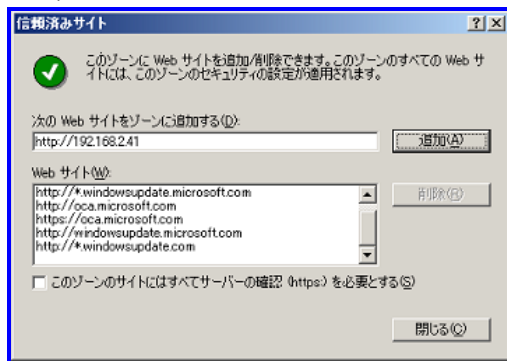 信頼済みサイト
このゾーンに Web サイトを追加/削除できます。このゾーンのすべての Web サ
イトには、このゾーンのセキュリティの設定が適用されます。
次の Web サイトをゾーンに追加する(D):
http://192.168.2.41
追加(A)
Web サイト(W):
http://*.windowsupdate.microsoft.com
http://oca.microsoft.com
https://oca.microsoft.com
http://windowsupdate.microsoft.com
http://*.windowsupdate.com
削除(R)
このゾーンのサイトにはすべてサーバーの確認 (https:) を必要とする(S)
閉じる(C)